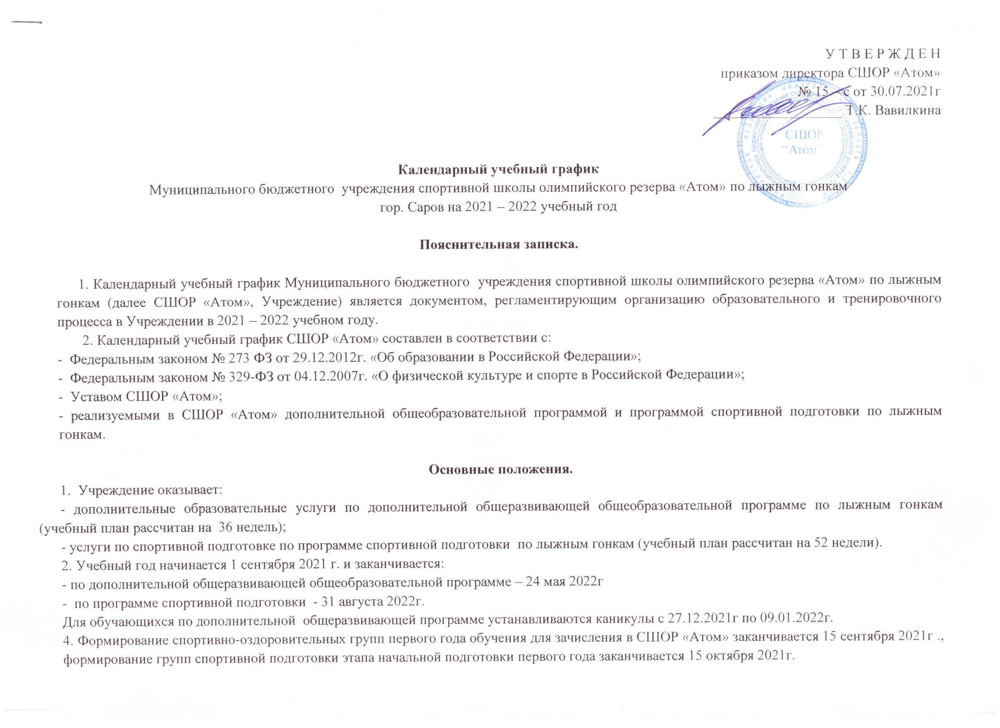 У Т В Е Р Ж Д Е Н
приказом директора СШОР «Атом»
№ 15 – с от 30.07.2021г
Т.К. Вавилкина
СШОР
"Атом"
Календарный учебный график
Муниципального бюджетного учреждения спортивной школы олимпийского резерва «Атом» по лыжным гонкам
гор. Саров на 2021 – 2022 учебный год
Пояснительная записка.
1. Календарный учебный график Муниципального бюджетного учреждения спортивной школы олимпийского резерва «Атом» по лыжным
гонкам (далее СШОР «Атом», Учреждение) является документом, регламентирующим организацию образовательного и тренировочного
процесса в Учреждении в 2021 – 2022 учебном году.
2. Календарный учебный график СШОР «Атом» составлен в соответствии с:
- Федеральным законом № 273 ФЗ от 29.12.2012г. «Об образовании в Российской Федерации»;
- Федеральным законом № 329-ФЗ от 04.12.2007г. «О физической культуре и спорте в Российской Федерации»;
- Уставом СШОР «Атом»;
- реализуемыми в СШОР «Атом» дополнительной общеобразовательной программой и программой спортивной подготовки по лыжным
гонкам.
Основные положения.
1. Учреждение оказывает:
- дополнительные образовательные услуги по дополнительной общеразвивающей общеобразовательной программе по лыжным гонкам
(учебный план рассчитан на 36 недель);
- услуги по спортивной подготовке по программе спортивной подготовки по лыжным гонкам (учебный план рассчитан на 52 недели).
2. Учебный год начинается 1 сентября 2021 г. и заканчивается:
- по дополнительной общеразвивающей общеобразовательной программе – 24 мая 2022г
- по программе спортивной подготовки - 31 августа 2022г.
Для обучающихся по дополнительной общеразвивающей программе устанавливаются каникулы с 27.12.2021г по 09.01.2022г.
4. Формирование спортивно-оздоровительных групп первого года обучения для зачисления в СШОР «Атом» заканчивается 15 сентября 2021г .,
формирование групп спортивной подготовки этапа начальной подготовки первого года заканчивается 15 октября 2021г.